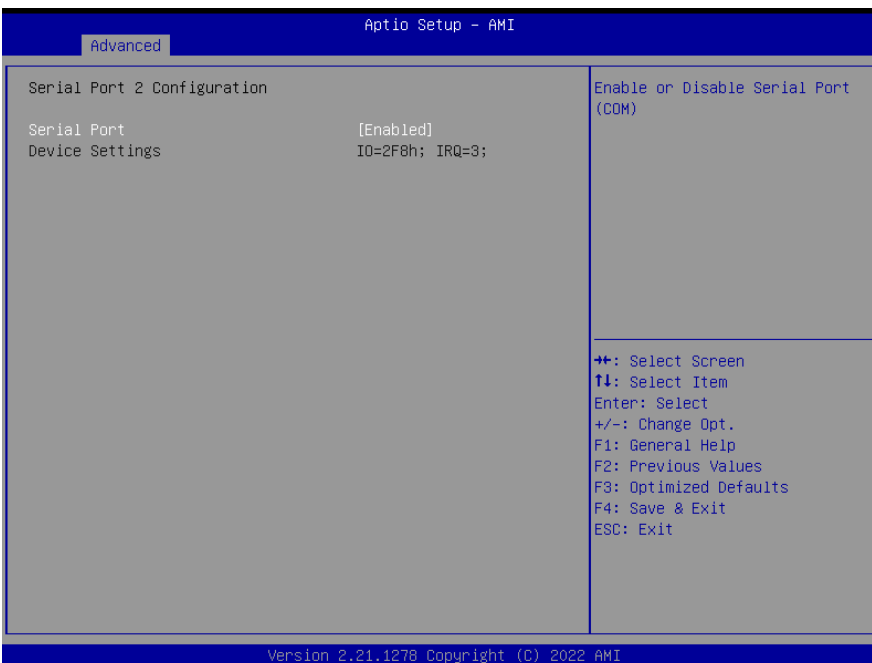 Aptio Setup – AMI
Advanced
Serial Port 2 Configuration
Serial Port [Enabled]
Device Settings IO=2F8h; IRQ=3;
Enable or Disable Serial Port
(COM)
→←: Select Screen
↑↓: Select Item
Enter: Select
+/-: Change Opt.
F1: General Help
F2: Previous Values
F3: Optimized Defaults
F4: Save & Exit
ESC: Exit
Version 2.21.1278 Copyright (C) 2022 AMI